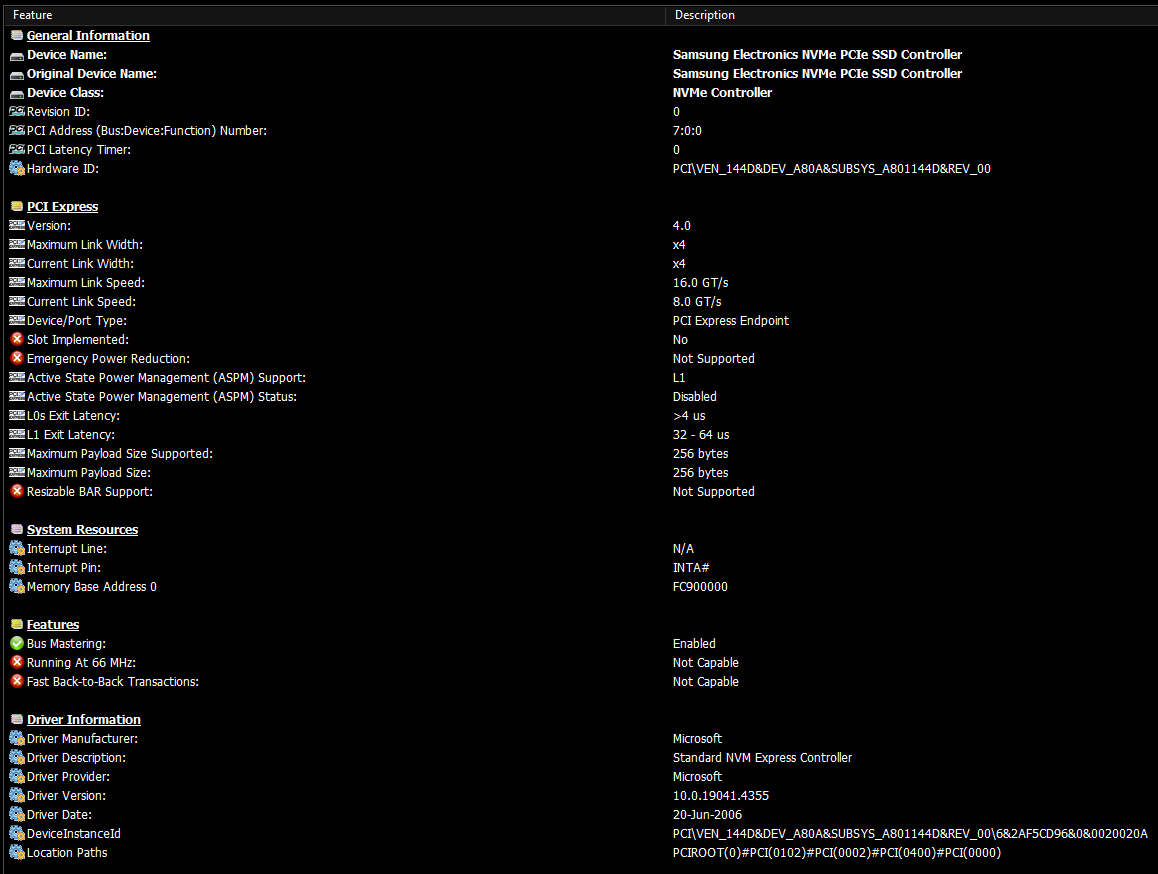 Feature Description
General Information
Device Name: Samsung Electronics NVMe PCIe SSD Controller
Original Device Name: Samsung Electronics NVMe PCIe SSD Controller
Device Class: NVMe Controller
Revision ID: 0
PCI Address (Bus:Device:Function) Number: 7:0:0
PCI Latency Timer: 0
Hardware ID: PCI\VEN_144D&DEV_A80A&SUBSYS_A801144D&REV_00
PCI Express
Version: 4.0
Maximum Link Width: x4
Current Link Width: x4
Maximum Link Speed: 16.0 GT/s
Current Link Speed: 8.0 GT/s
Device/Port Type: PCI Express Endpoint
Slot Implemented: No
Emergency Power Reduction: Not Supported
Active State Power Management (ASPM) Support: L1
Active State Power Management (ASPM) Status: Disabled
L0s Exit Latency: >4 us
L1 Exit Latency: 32 - 64 us
Maximum Payload Size Supported: 256 bytes
Maximum Payload Size: 256 bytes
Resizable BAR Support: Not Supported
System Resources
Interrupt Line: N/A
Interrupt Pin: INTA#
Memory Base Address 0 FC900000
Features
Bus Mastering: Enabled
Running At 66 MHz: Not Capable
Fast Back-to-Back Transactions: Not Capable
Driver Information
Driver Manufacturer: Microsoft
Driver Description: Standard NVM Express Controller
Driver Provider: Microsoft
Driver Version: 10.0.19041.4355
Driver Date: 20-Jun-2006
DeviceInstanceId PCI\VEN_144D&DEV_A80A&SUBSYS_A801144D&REV_00\6&2AF5CD96&0&0020020A
Location Paths PCIROOT(0)#PCI(0102)#PCI(0002)#PCI(0400)#PCI(0000)